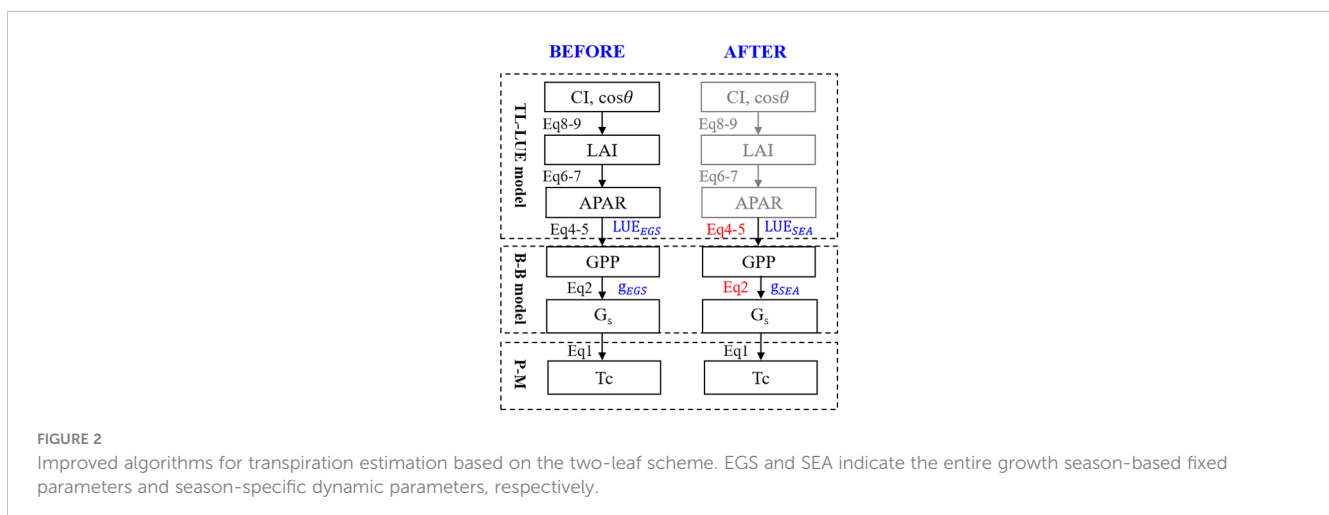 BEFORE AFTER
TL-LUE model
CI, cosθ CI, cosθ
Eq8-9 Eq8-9
LAI LAI
Eq6-7 Eq6-7
APAR APAR
Eq4-5 LUE_EGS Eq4-5 LUE_SEA
B-B model
GPP GPP
Eq2 g_EGS Eq2 g_SEA
G_s G_s
Eq1 Eq1
P-M
Tc Tc
FIGURE 2
Improved algorithms for transpiration estimation based on the two-leaf scheme. EGS and SEA indicate the entire growth season-based fixed
parameters and season-specific dynamic parameters, respectively.